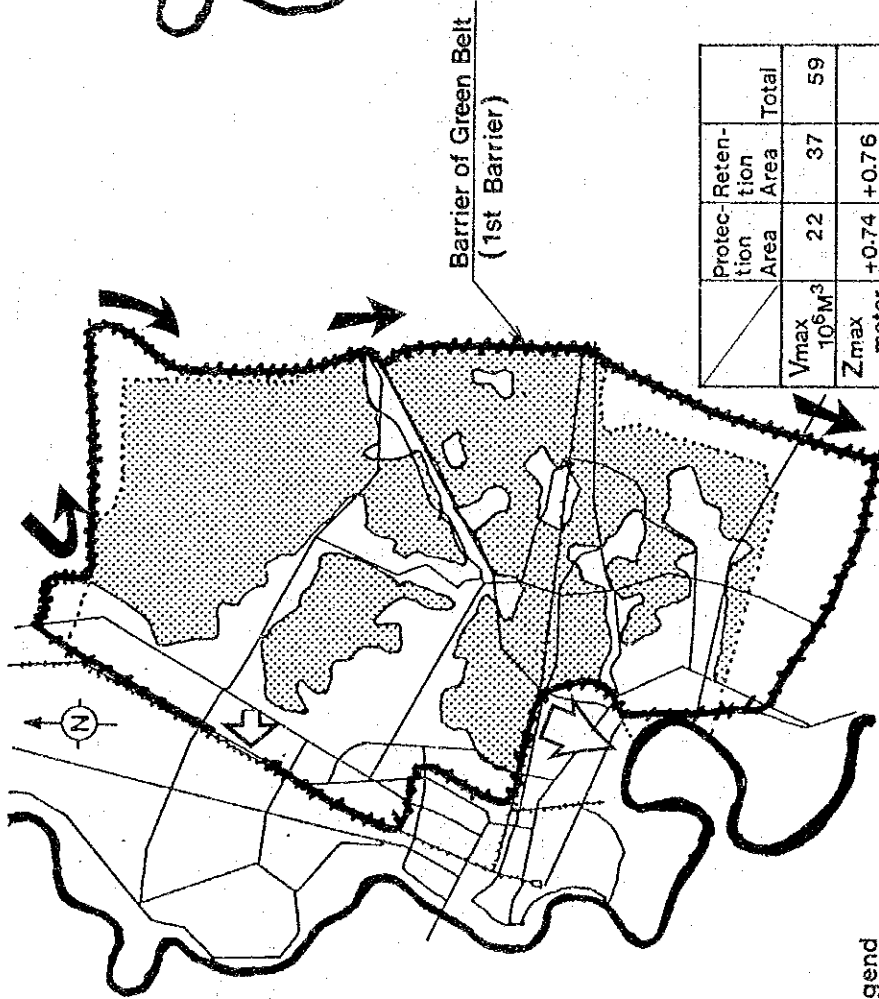 Barrier of Green Belt
(1st Barrier)
N
Protec-
tion
Area
Reten-
tion
Area
Total
Vmax
10⁶M³
22
37
59
Zmax
+0.74
+0.76
gend